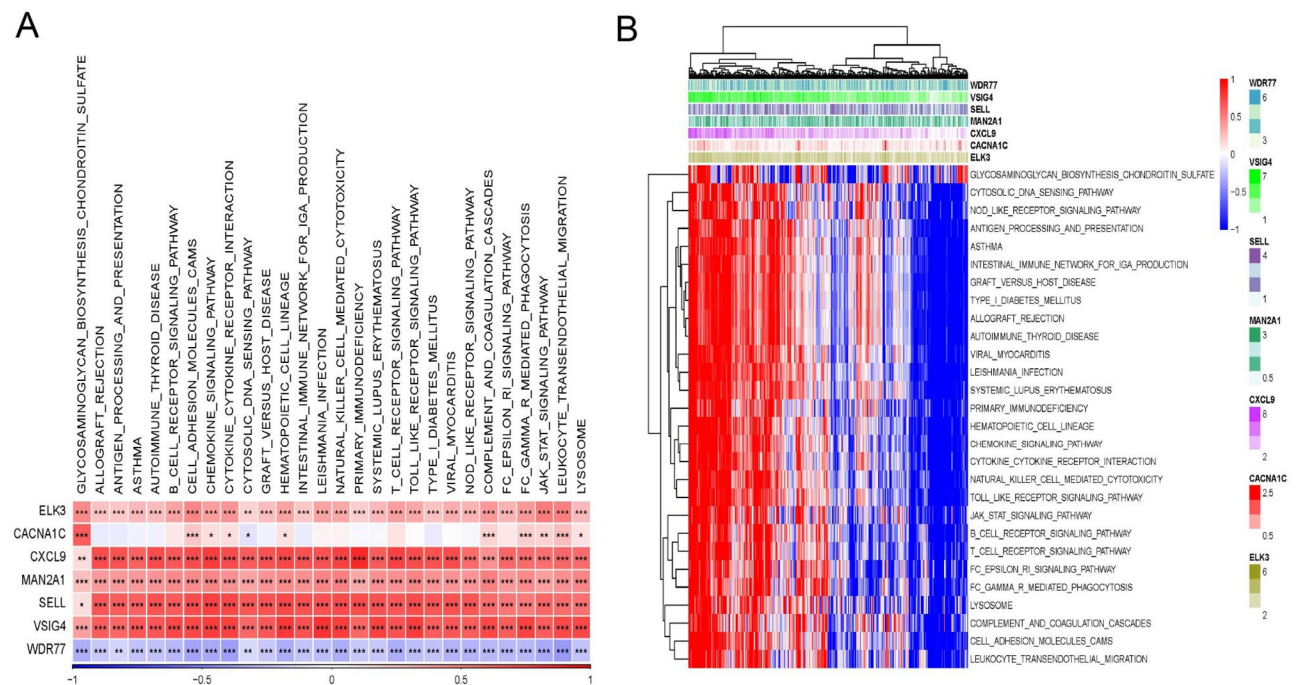 A
GLYCOSAMINOGLYCAN_BIOSYNTHESIS_CHONDROITIN_SULFATE
ALLOGRAFT_REJECTION
ANTIGEN_PROCESSING_AND_PRESENTATION
ASTHMA
AUTOIMMUNE_THYROID_DISEASE
B_CELL_RECEPTOR_SIGNALING_PATHWAY
CELL_ADHESION_MOLECULES_CAMS
CHEMOKINE_SIGNALING_PATHWAY
CYTOKINE_CYTOKINE_RECEPTOR_INTERACTION
CYTOSOLIC_DNA_SENSING_PATHWAY
GRAFT_VERSUS_HOST_DISEASE
HEMATOPOIETIC_CELL_LINEAGE
INTESTINAL_IMMUNE_NETWORK_FOR_IGA_PRODUCTION
LEISHMANIA_INFECTION
NATURAL_KILLER_CELL_MEDIATED_CYTOTOXICITY
PRIMARY_IMMUNODEFICIENCY
SYSTEMIC_LUPUS_ERYTHEMATOSUS
T_CELL_RECEPTOR_SIGNALING_PATHWAY
TOLL_LIKE_RECEPTOR_SIGNALING_PATHWAY
TYPE_I_DIABETES_MELLITUS
VIRAL_MYOCARDITIS
NOD_LIKE_RECEPTOR_SIGNALING_PATHWAY
COMPLEMENT_AND_COAGULATION_CASCADES
FC_EPSILON_RI_SIGNALING_PATHWAY
FC_GAMMA_R_MEDIATED_PHAGOCYTOSIS
JAK_STAT_SIGNALING_PATHWAY
LEUKOCYTE_TRANSENDOTHELIAL_MIGRATION
LYSOSOME
ELK3
CACNA1C
CXCL9
MAN2A1
SELL
VSIG4
WDR77
−1 −0.5 0 0.5 1
B
WDR77
VSIG4
SELL
MAN2A1
CXCL9
CACNA1C
ELK3
GLYCOSAMINOGLYCAN_BIOSYNTHESIS_CHONDROITIN_SULFATE
CYTOSOLIC_DNA_SENSING_PATHWAY
NOD_LIKE_RECEPTOR_SIGNALING_PATHWAY
ANTIGEN_PROCESSING_AND_PRESENTATION
ASTHMA
INTESTINAL_IMMUNE_NETWORK_FOR_IGA_PRODUCTION
GRAFT_VERSUS_HOST_DISEASE
TYPE_I_DIABETES_MELLITUS
ALLOGRAFT_REJECTION
AUTOIMMUNE_THYROID_DISEASE
VIRAL_MYOCARDITIS
LEISHMANIA_INFECTION
SYSTEMIC_LUPUS_ERYTHEMATOSUS
PRIMARY_IMMUNODEFICIENCY
HEMATOPOIETIC_CELL_LINEAGE
CHEMOKINE_SIGNALING_PATHWAY
CYTOKINE_CYTOKINE_RECEPTOR_INTERACTION
NATURAL_KILLER_CELL_MEDIATED_CYTOTOXICITY
TOLL_LIKE_RECEPTOR_SIGNALING_PATHWAY
JAK_STAT_SIGNALING_PATHWAY
B_CELL_RECEPTOR_SIGNALING_PATHWAY
T_CELL_RECEPTOR_SIGNALING_PATHWAY
FC_EPSILON_RI_SIGNALING_PATHWAY
FC_GAMMA_R_MEDIATED_PHAGOCYTOSIS
LYSOSOME
COMPLEMENT_AND_COAGULATION_CASCADES
CELL_ADHESION_MOLECULES_CAMS
LEUKOCYTE_TRANSENDOTHELIAL_MIGRATION
1
0.5
0
−0.5
−1
WDR77
6
3
VSIG4
7
1
SELL
4
1
MAN2A1
3
0.5
CXCL9
8
2
CACNA1C
2.5
0.5
ELK3
6
2